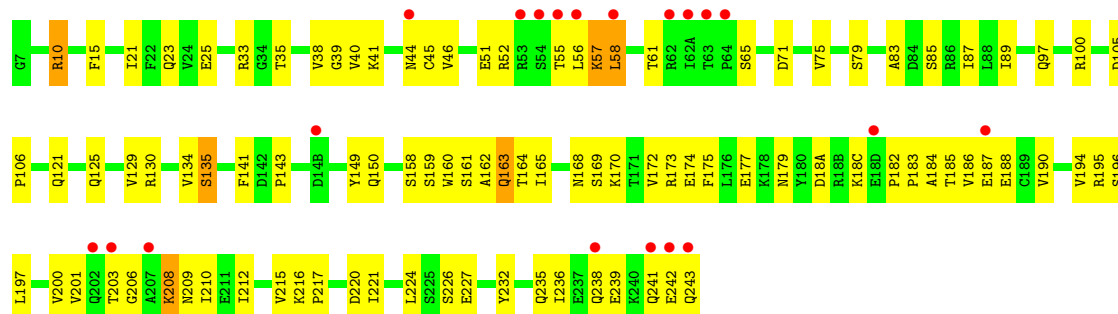 G7 R10 F15 I21 F22 Q23 V24 E25 R33 G34 T35 V38 G39 V40 K41 N44 C45 V46 E51 R52 R53 S54 T55 L56 K57 L58 T61 R62 I62A T63 P64 S65 D71 V75 S79 A83 D84 S85 R86 I87 L88 I89 Q97 R100 D105
P106 Q121 Q125 V129 R130 V134 S135 F141 D142 P143 D14B Y149 Q150 S158 S159 W160 S161 A162 Q163 T164 I165 N168 S169 K170 T171 V172 R173 E174 F175 L176 E177 K178 N179 Y180 D18A R18B K18C E18D P182 P183 A184 T185 V186 E187 E188 C189 V190 V194 R195 S196
L197 V200 V201 Q202 T203 G206 A207 K208 N209 I210 E211 I212 V215 K216 P217 D220 I221 L224 S225 S226 E227 Y232 Q235 I236 E237 Q238 E239 K240 Q241 E242 Q243